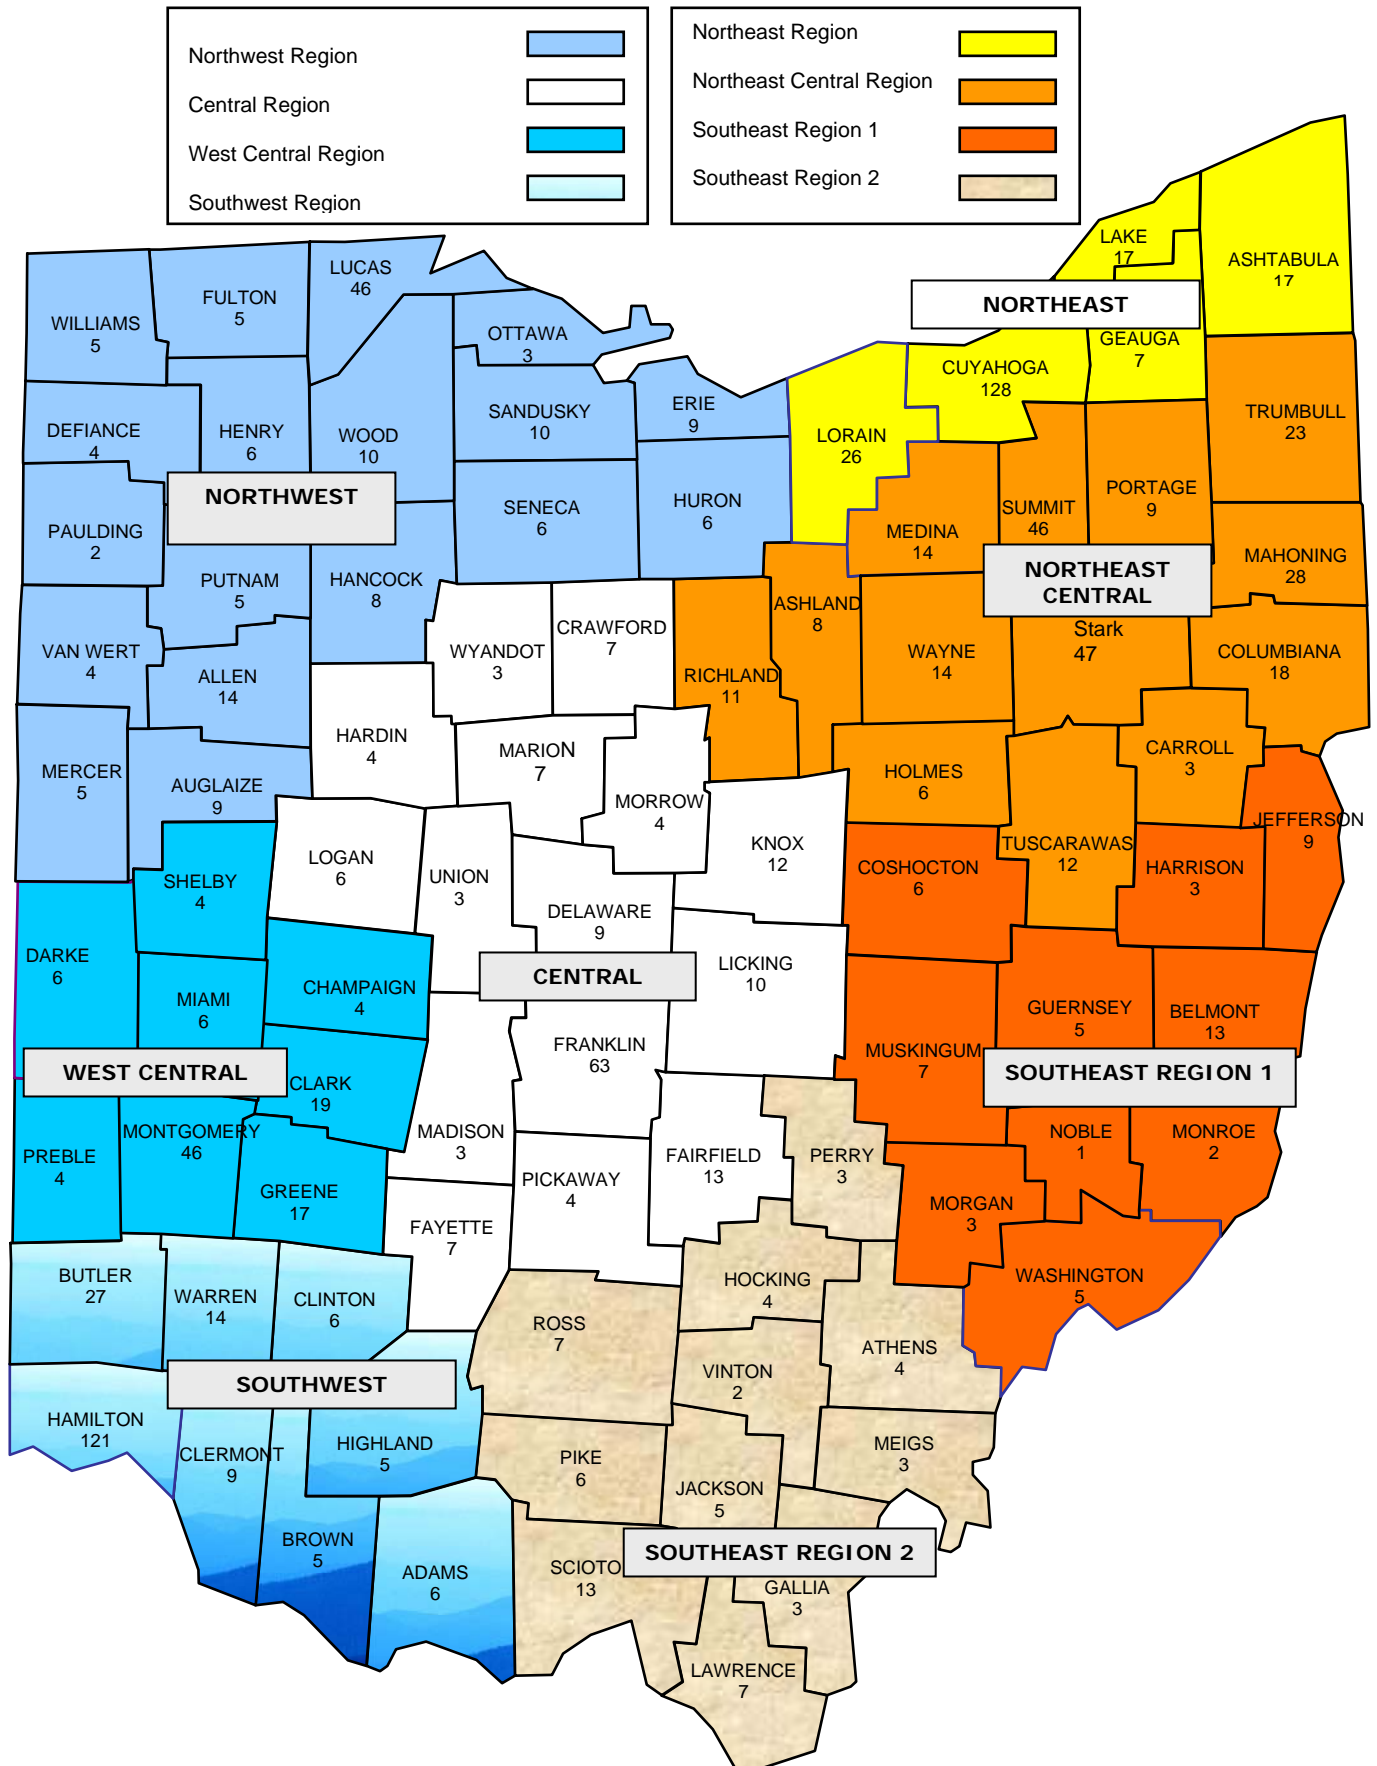 Northwest Region
Central Region
West Central Region
Southwest Region
Northeast Region
Northeast Central Region
Southeast Region 1
Southeast Region 2
LAKE
17
ASHTABULA
17
NORTHEAST
GEAUGA
7
CUYAHOGA
128
LORAIN
26
LUCAS
46
FULTON
5
WILLIAMS
5
OTTAWA
3
SANDUSKY
10
ERIE
9
DEFIANCE
4
HENRY
6
WOOD
10
NORTHWEST
SENECA
6
HURON
6
PAULDING
2
PUTNAM
5
HANCOCK
8
VAN WERT
4
ALLEN
14
MERCER
5
AUGLAIZE
9
TRUMBULL
23
PORTAGE
9
SUMMIT
46
MEDINA
14
MAHONING
28
NORTHEAST
CENTRAL
ASHLAND
8
WAYNE
14
Stark
47
COLUMBIANA
18
RICHLAND
11
HOLMES
6
CARROLL
3
TUSCARAWAS
12
WYANDOT
3
CRAWFORD
7
HARDIN
4
MARION
7
MORROW
4
KNOX
12
LOGAN
6
UNION
3
DELAWARE
9
CENTRAL
LICKING
10
FRANKLIN
63
MADISON
3
FAIRFIELD
13
PICKAWAY
4
FAYETTE
7
JEFFERSON
9
HARRISON
3
COSHOCTON
6
GUERNSEY
5
BELMONT
13
MUSKINGUM
7
SOUTHEAST REGION 1
NOBLE
1
MONROE
2
MORGAN
3
WASHINGTON
5
SHELBY
4
DARKE
6
MIAMI
6
CHAMPAIGN
4
WEST CENTRAL
CLARK
19
PREBLE
4
MONTGOMERY
46
GREENE
17
BUTLER
27
WARREN
14
CLINTON
6
SOUTHWEST
HAMILTON
121
CLERMONT
9
HIGHLAND
5
BROWN
5
ADAMS
6
PERRY
3
HOCKING
4
ROSS
7
ATHENS
4
VINTON
2
PIKE
6
MEIGS
3
JACKSON
5
SOUTHEAST REGION 2
SCIOTO
13
GALLIA
3
LAWRENCE
7